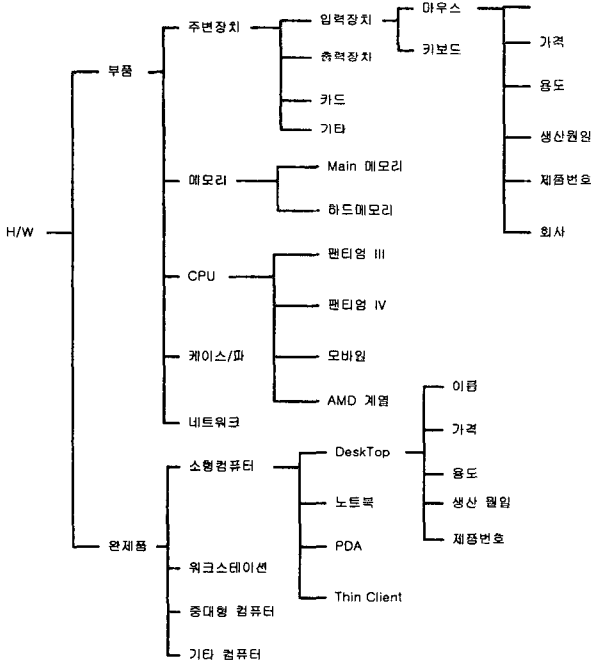 H/W
부품
주변장치
입력장치
마우스
가격
용도
생산원일
제품번호
회사
키보드
출력장치
카드
기타
메모리
Main 메모리
하드메모리
CPU
팬티엄 III
팬티엄 IV
모바일
AMD 계열
케이스/파
네트워크
완제품
소형컴퓨터
DeskTop
이름
가격
용도
생산 원일
제품번호
노트북
PDA
Thin Client
워크스테이션
중대형 컴퓨터
기타 컴퓨터